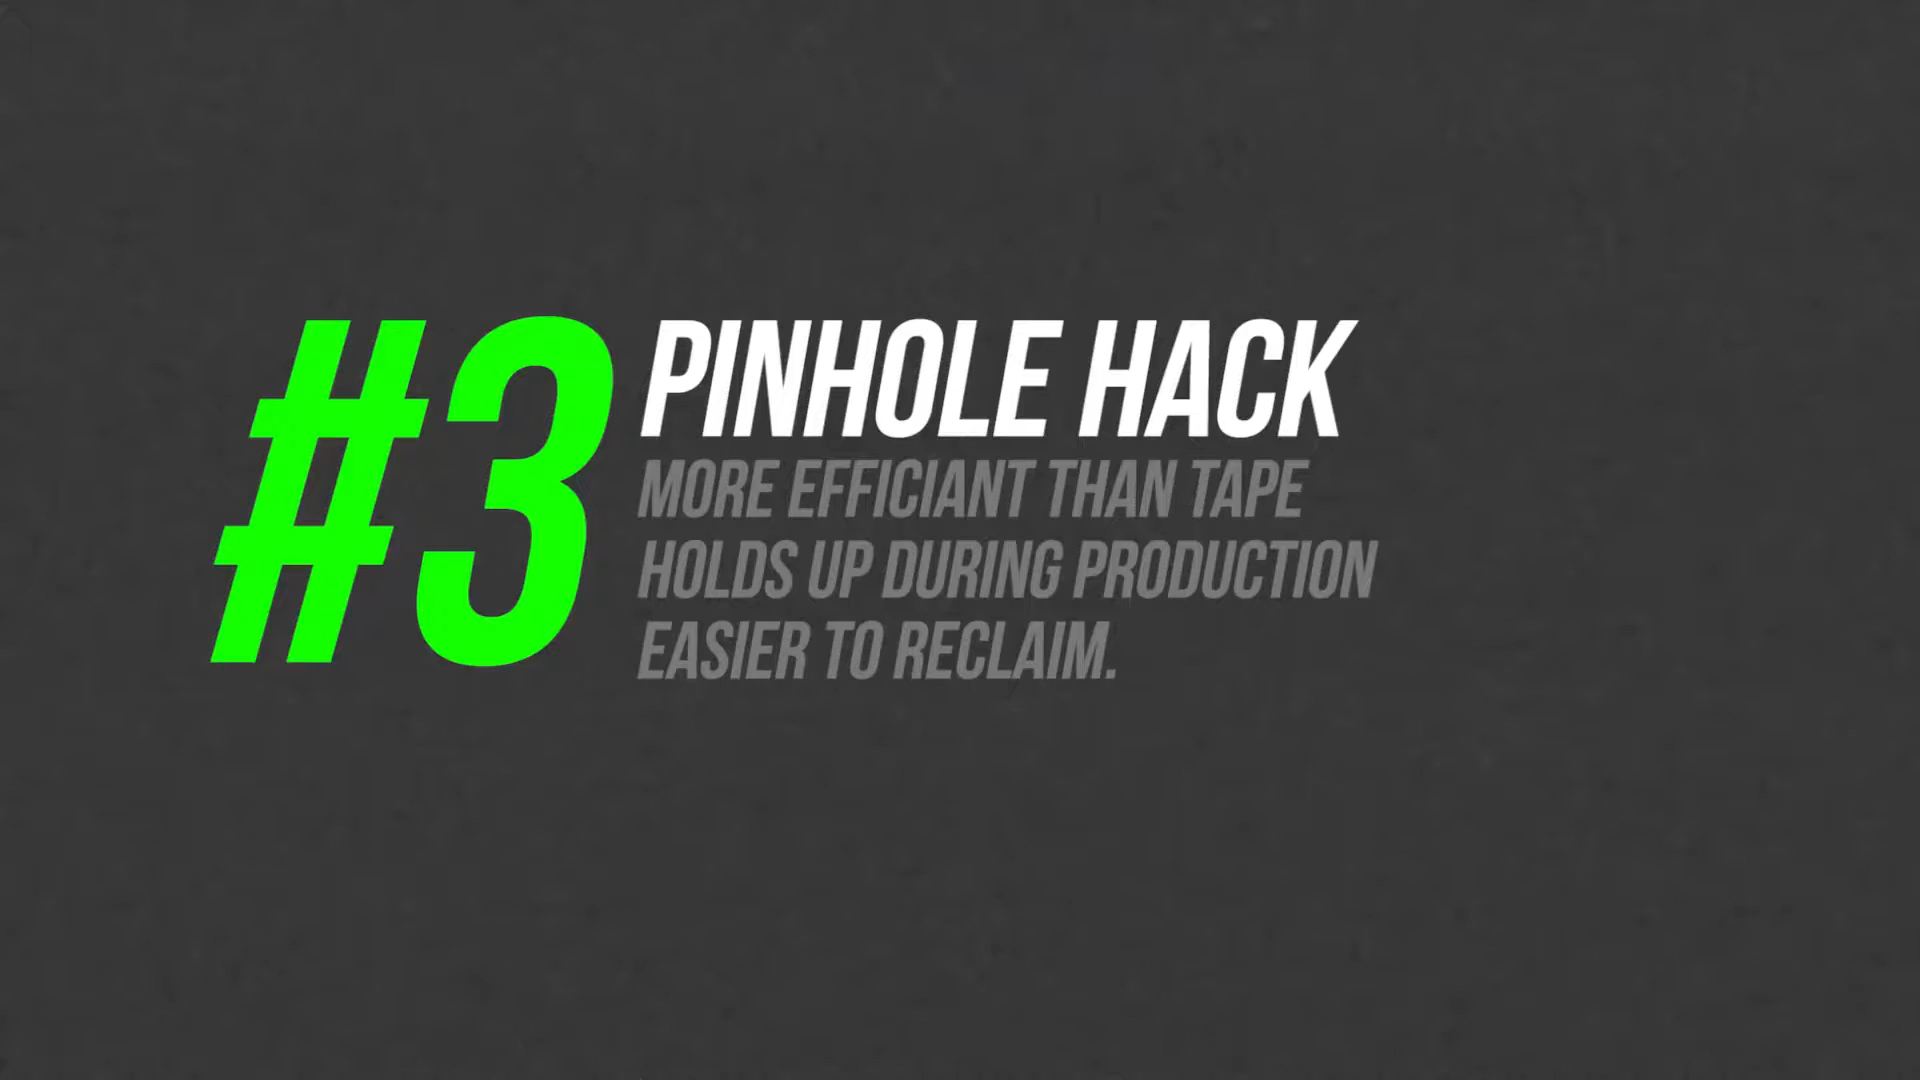 #3
PINHOLE HACK
MORE EFFICIANT THAN TAPE
HOLDS UP DURING PRODUCTION
EASIER TO RECLAIM.